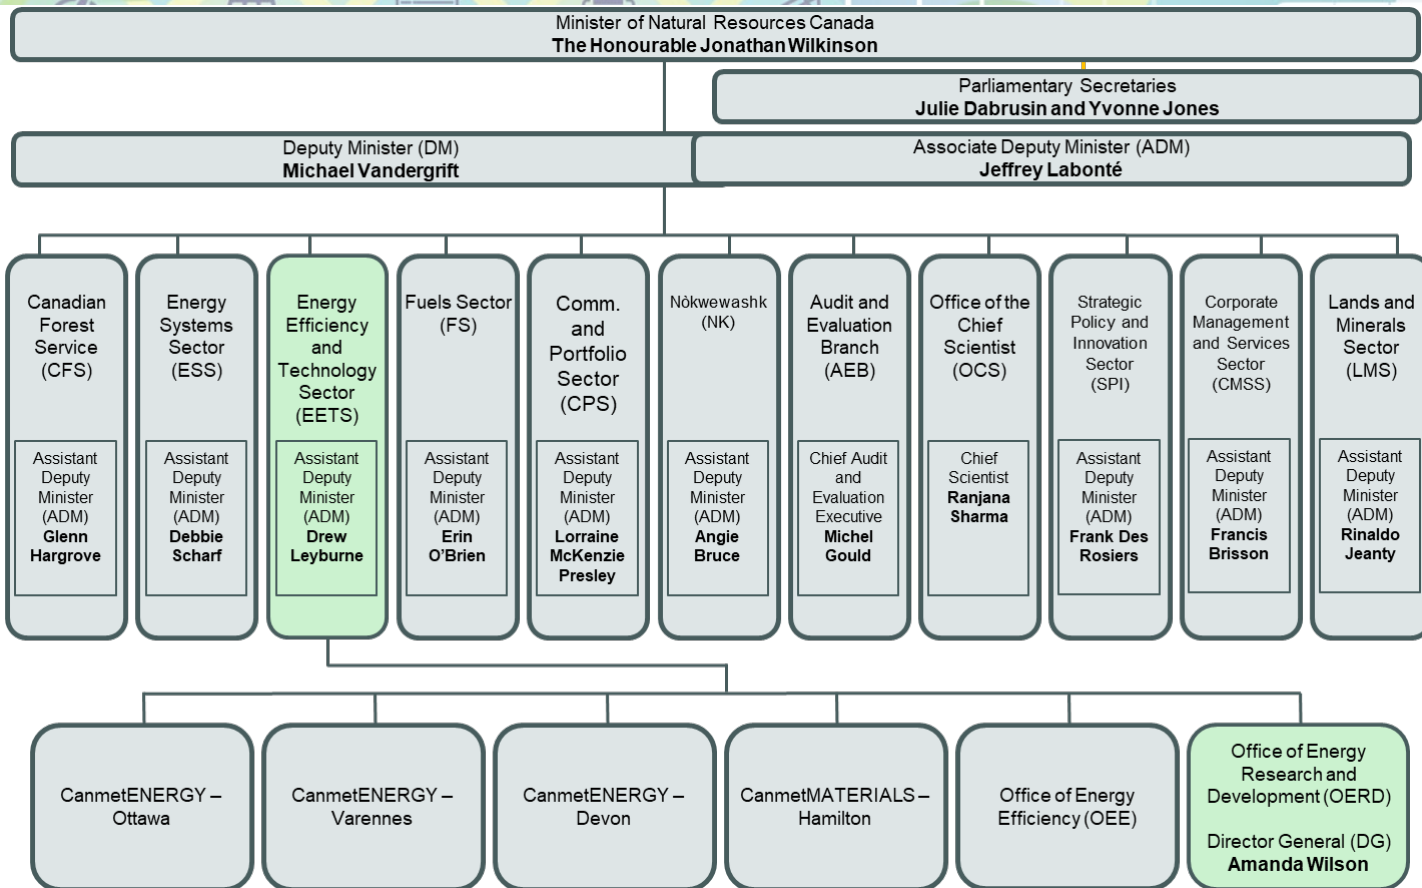 Minister of Natural Resources Canada
The Honourable Jonathan Wilkinson
Parliamentary Secretaries
Julie Dabrusin and Yvonne Jones
Deputy Minister (DM)
Michael Vandergrift
Associate Deputy Minister (ADM)
Jeffrey Labonté
Canadian
Forest
Service
(CFS)
Assistant
Deputy
Minister
(ADM)
Glenn
Hargrove
Energy
Systems
Sector
(ESS)
Assistant
Deputy
Minister
(ADM)
Debbie
Scharf
Energy
Efficiency
and
Technology
Sector
(EETS)
Assistant
Deputy
Minister
(ADM)
Drew
Leyburne
Fuels Sector
(FS)
Assistant
Deputy
Minister
(ADM)
Erin
O’Brien
Comm.
and
Portfolio
Sector
(CPS)
Assistant
Deputy
Minister
(ADM)
Lorraine
McKenzie
Presley
Nòkwewashk
(NK)
Assistant
Deputy
Minister
(ADM)
Angie
Bruce
Audit and
Evaluation
Branch
(AEB)
Chief Audit
and
Evaluation
Executive
Michel
Gould
Office of the
Chief
Scientist
(OCS)
Chief
Scientist
Ranjana
Sharma
Strategic
Policy and
Innovation
Sector
(SPI)
Assistant
Deputy
Minister
(ADM)
Frank Des
Rosiers
Corporate
Management
and Services
Sector
(CMSS)
Assistant
Deputy
Minister
(ADM)
Francis
Brisson
Lands and
Minerals
Sector
(LMS)
Assistant
Deputy
Minister
(ADM)
Rinaldo
Jeanty
CanmetENERGY –
Ottawa
CanmetENERGY –
Varennes
CanmetENERGY –
Devon
CanmetMATERIALS –
Hamilton
Office of Energy
Efficiency (OEE)
Office of Energy
Research and
Development (OERD)
Director General (DG)
Amanda Wilson